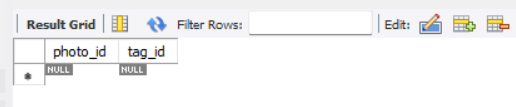 Result Grid Filter Rows: Edit:
photo_id tag_id
NULL NULL